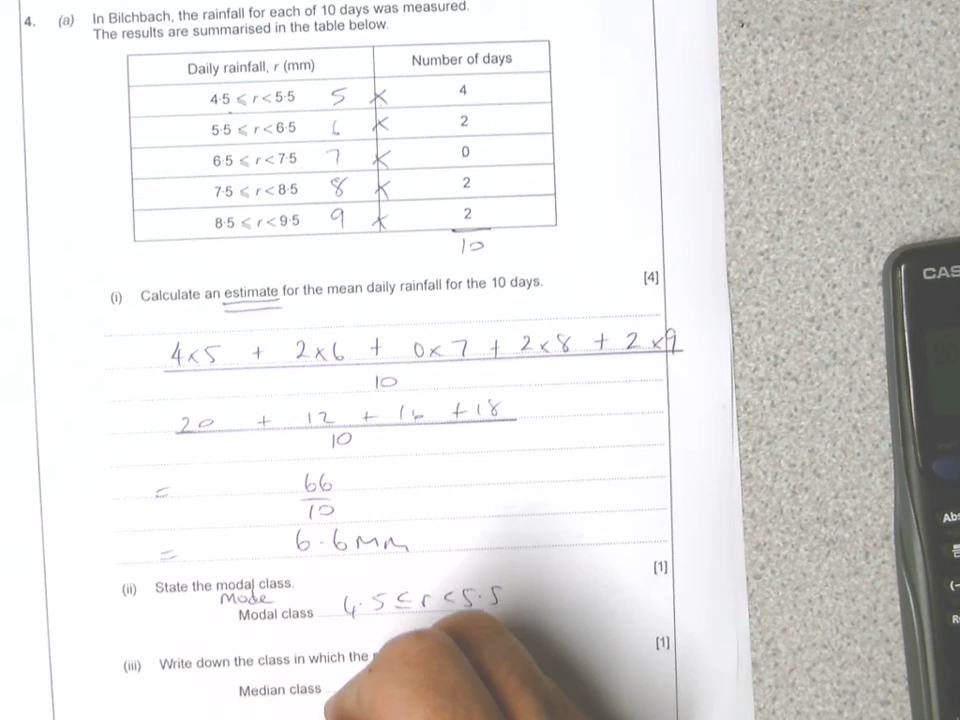 4. (a) In Bilchbach, the rainfall for each of 10 days was measured.
The results are summarised in the table below.
Daily rainfall, r (mm) Number of days
4·5 ⩽ r < 5·5 5 × 4
5·5 ⩽ r < 6·5 6 × 2
6·5 ⩽ r < 7·5 7 × 0
7·5 ⩽ r < 8·5 8 × 2
8·5 ⩽ r < 9·5 9 × 2
10
(i) Calculate an estimate for the mean daily rainfall for the 10 days. [4]
4×5 + 2×6 + 0×7 + 2×8 + 2×9
10
20 + 12 + 16 + 18
10
= 66
10
= 6.6mm
(ii) State the modal class. [1]
Mode
Modal class 4.5 ≤ r < 5.5
(iii) Write down the class in which the [1]
Median class
CAS
Abs
(-